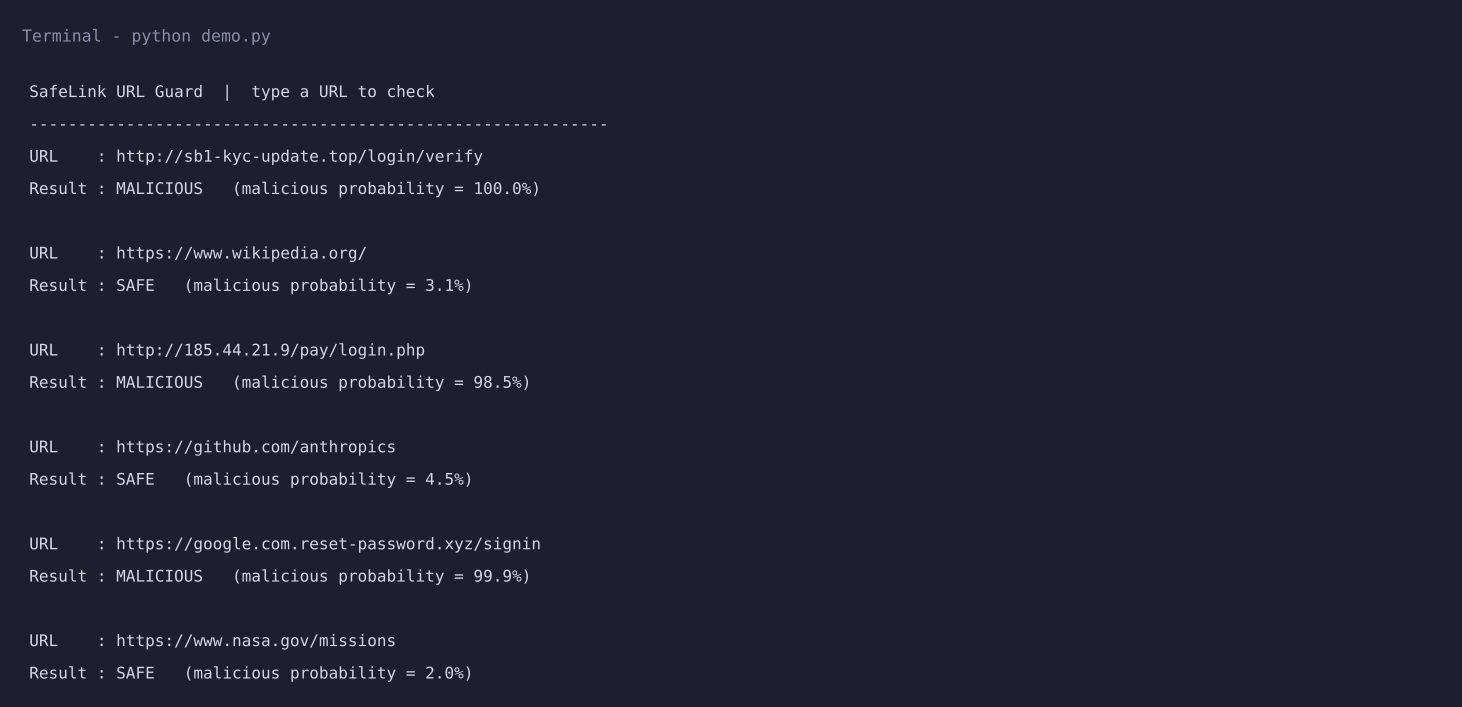 Terminal - python demo.py
SafeLink URL Guard  |  type a URL to check
------------------------------------------------------------
URL    : http://sb1-kyc-update.top/login/verify
Result : MALICIOUS   (malicious probability = 100.0%)
URL    : https://www.wikipedia.org/
Result : SAFE   (malicious probability = 3.1%)
URL    : http://185.44.21.9/pay/login.php
Result : MALICIOUS   (malicious probability = 98.5%)
URL    : https://github.com/anthropics
Result : SAFE   (malicious probability = 4.5%)
URL    : https://google.com.reset-password.xyz/signin
Result : MALICIOUS   (malicious probability = 99.9%)
URL    : https://www.nasa.gov/missions
Result : SAFE   (malicious probability = 2.0%)